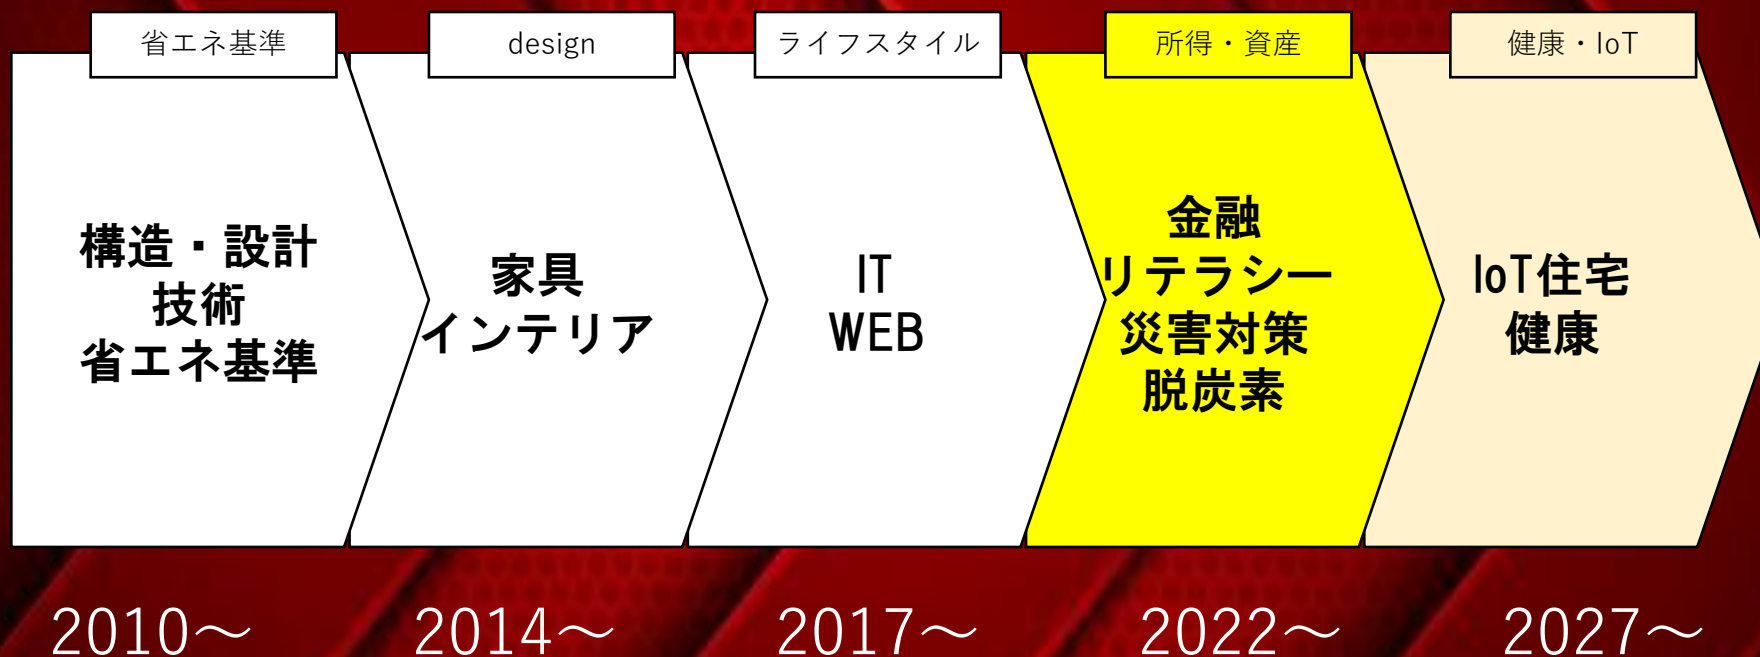 省エネ基準
design
ライフスタイル
所得・資産
健康・IoT
構造・設計
技術
省エネ基準
家具
インテリア
IT
WEB
金融
リテラシー
災害対策
脱炭素
IoT住宅
健康
2010～
2014～
2017～
2022～
2027～